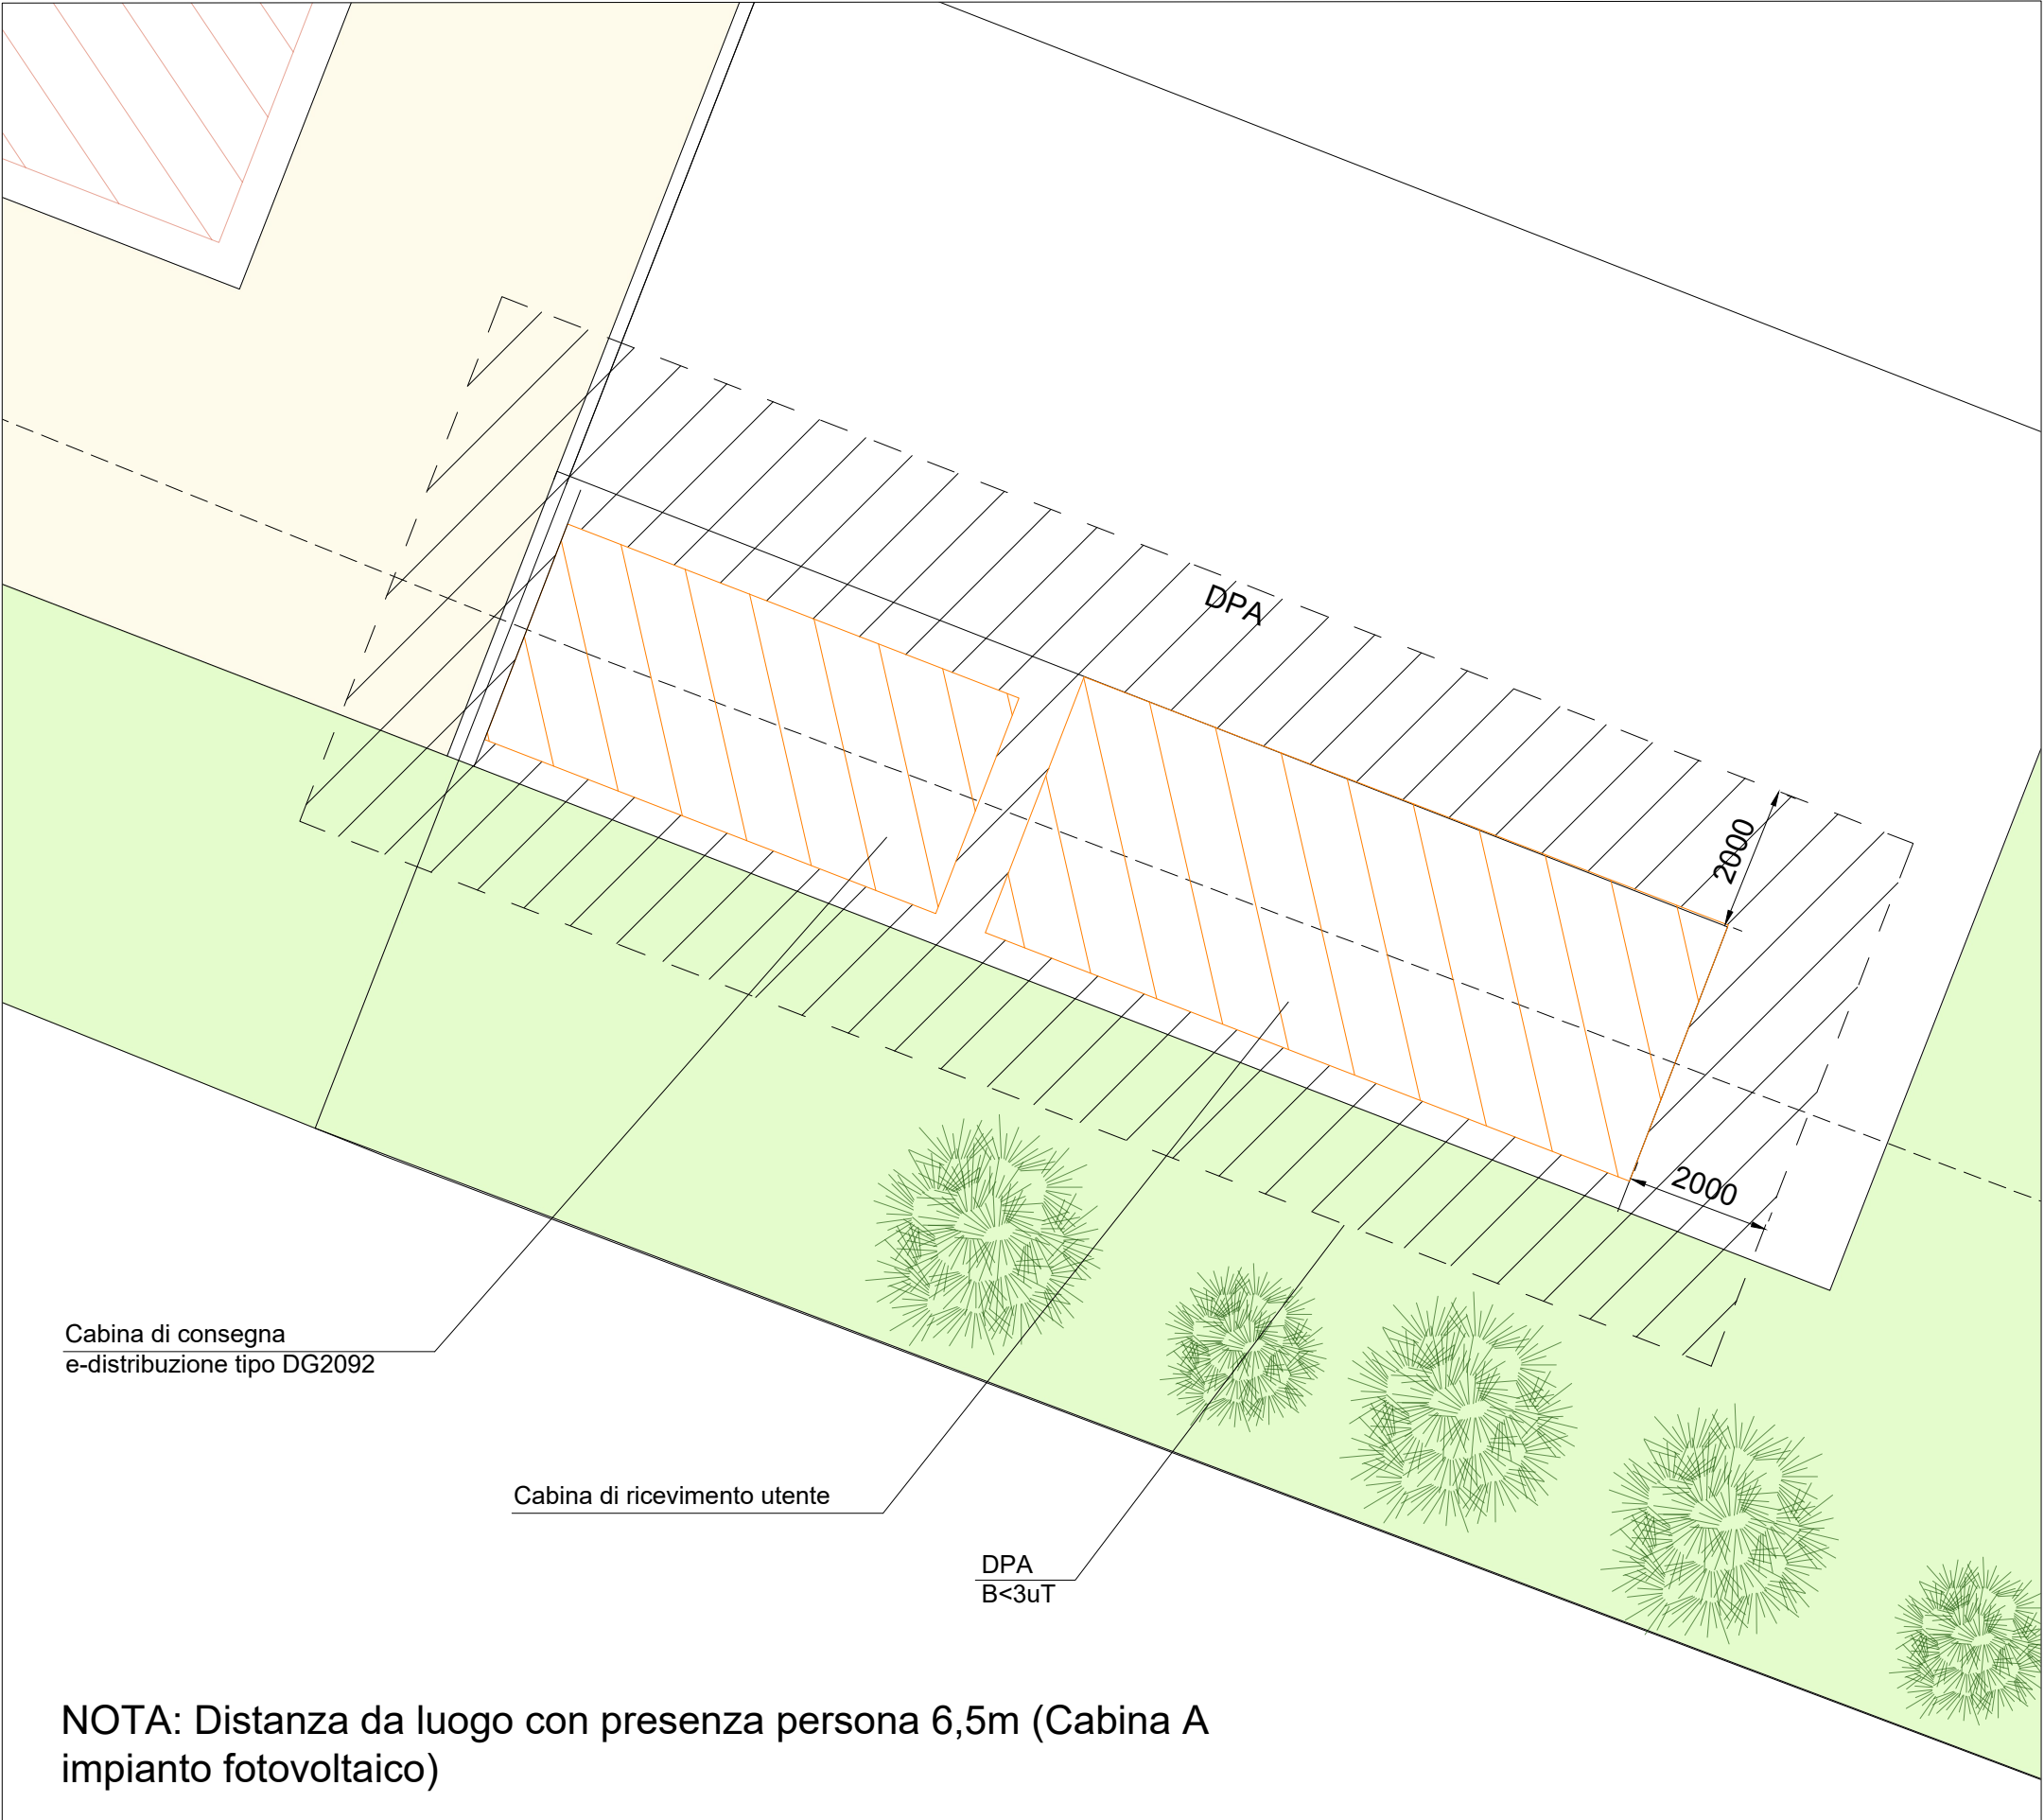 DPA
2000
2000
Cabina di consegna
e-distribuzione tipo DG2092
Cabina di ricevimento utente
DPA
B<3uT
NOTA: Distanza da luogo con presenza persona 6,5m (Cabina A
impianto fotovoltaico)